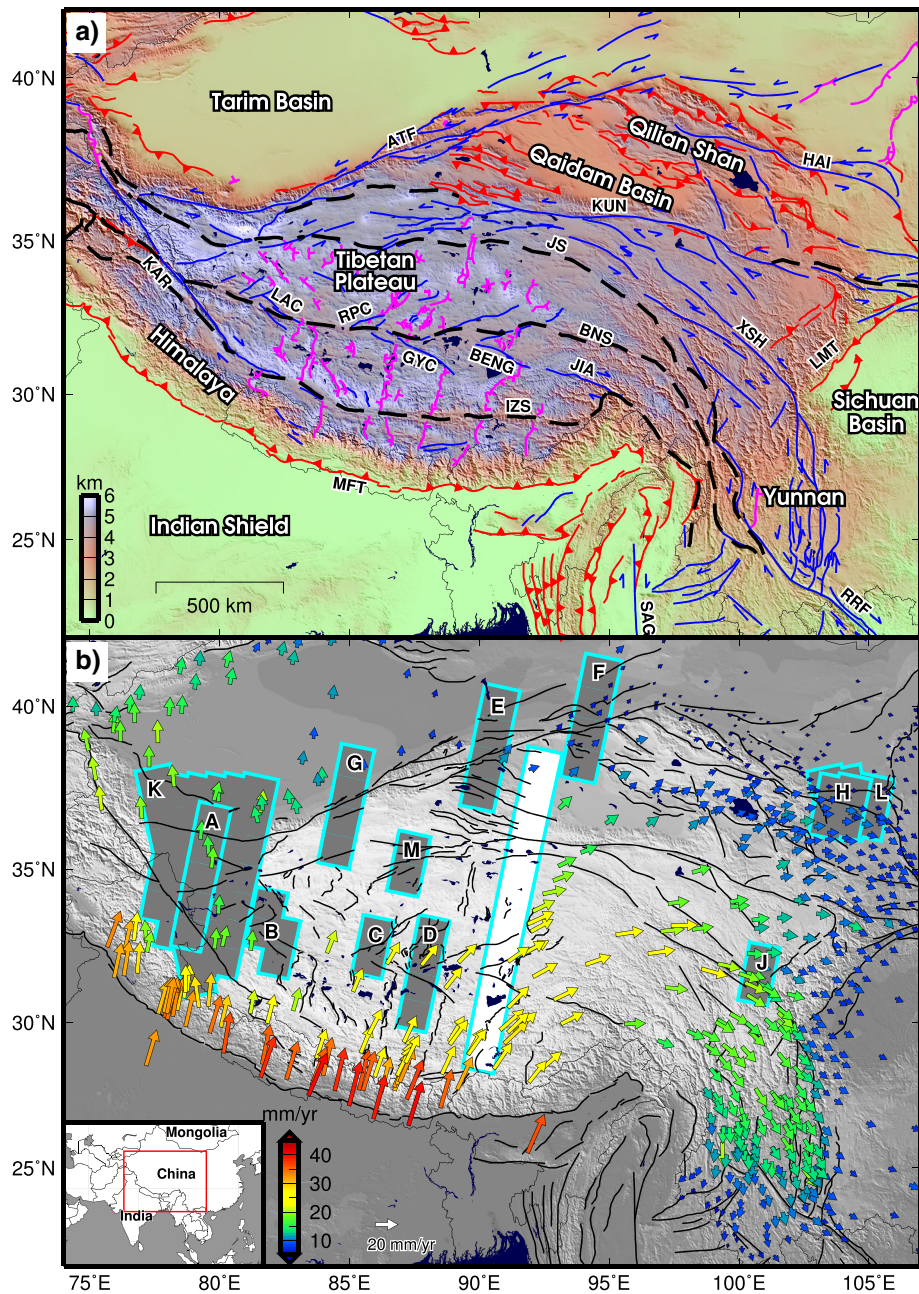 a)
40°N
35°N
30°N
25°N
Tarim Basin
ATF
Qilian Shan
HAI
Qaidam Basin
KUN
JS
Tibetan
Plateau
KAR
LAC
RPC
BNS
XSH
GYC
BENG
JIA
LMT
Himalaya
IZS
Sichuan
Basin
MFT
Yunnan
km
6
5
4
3
2
1
0
Indian Shield
500 km
SAG
RRF
b)
40°N
35°N
30°N
25°N
F
E
G
K
H
L
A
M
B
C
D
J
mm/yr
40
30
20
10
Mongolia
China
India
20 mm/yr
75°E
80°E
85°E
90°E
95°E
100°E
105°E